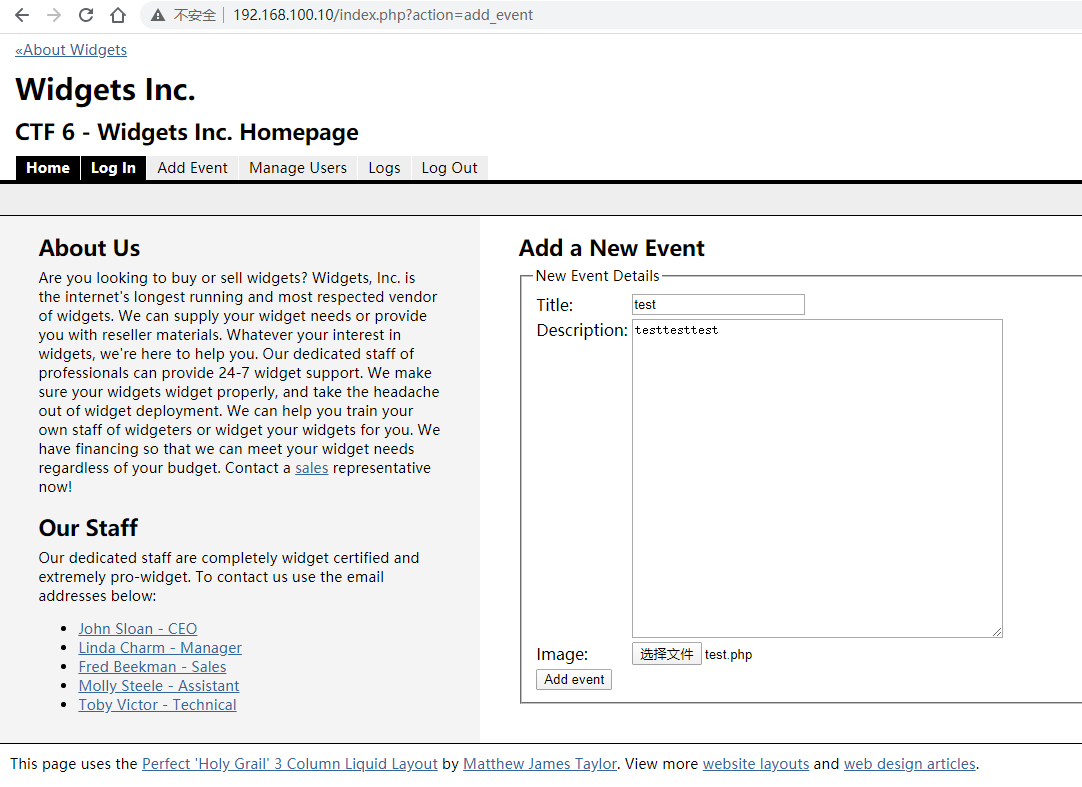 不安全 192.168.100.10/index.php?action=add_event
«About Widgets
Widgets Inc.
CTF 6 - Widgets Inc. Homepage
Home Log In Add Event Manage Users Logs Log Out
About Us
Are you looking to buy or sell widgets? Widgets, Inc. is
the internet's longest running and most respected vendor
of widgets. We can supply your widget needs or provide
you with reseller materials. Whatever your interest in
widgets, we're here to help you. Our dedicated staff of
professionals can provide 24-7 widget support. We make
sure your widgets widget properly, and take the headache
out of widget deployment. We can help you train your
own staff of widgeters or widget your widgets for you. We
have financing so that we can meet your widget needs
regardless of your budget. Contact a sales representative
now!
Our Staff
Our dedicated staff are completely widget certified and
extremely pro-widget. To contact us use the email
addresses below:
John Sloan - CEO
Linda Charm - Manager
Fred Beekman - Sales
Molly Steele - Assistant
Toby Victor - Technical
Add a New Event
New Event Details
Title: test
Description: testtesttest
Image: 选择文件 test.php
Add event
This page uses the Perfect 'Holy Grail' 3 Column Liquid Layout by Matthew James Taylor. View more website layouts and web design articles.